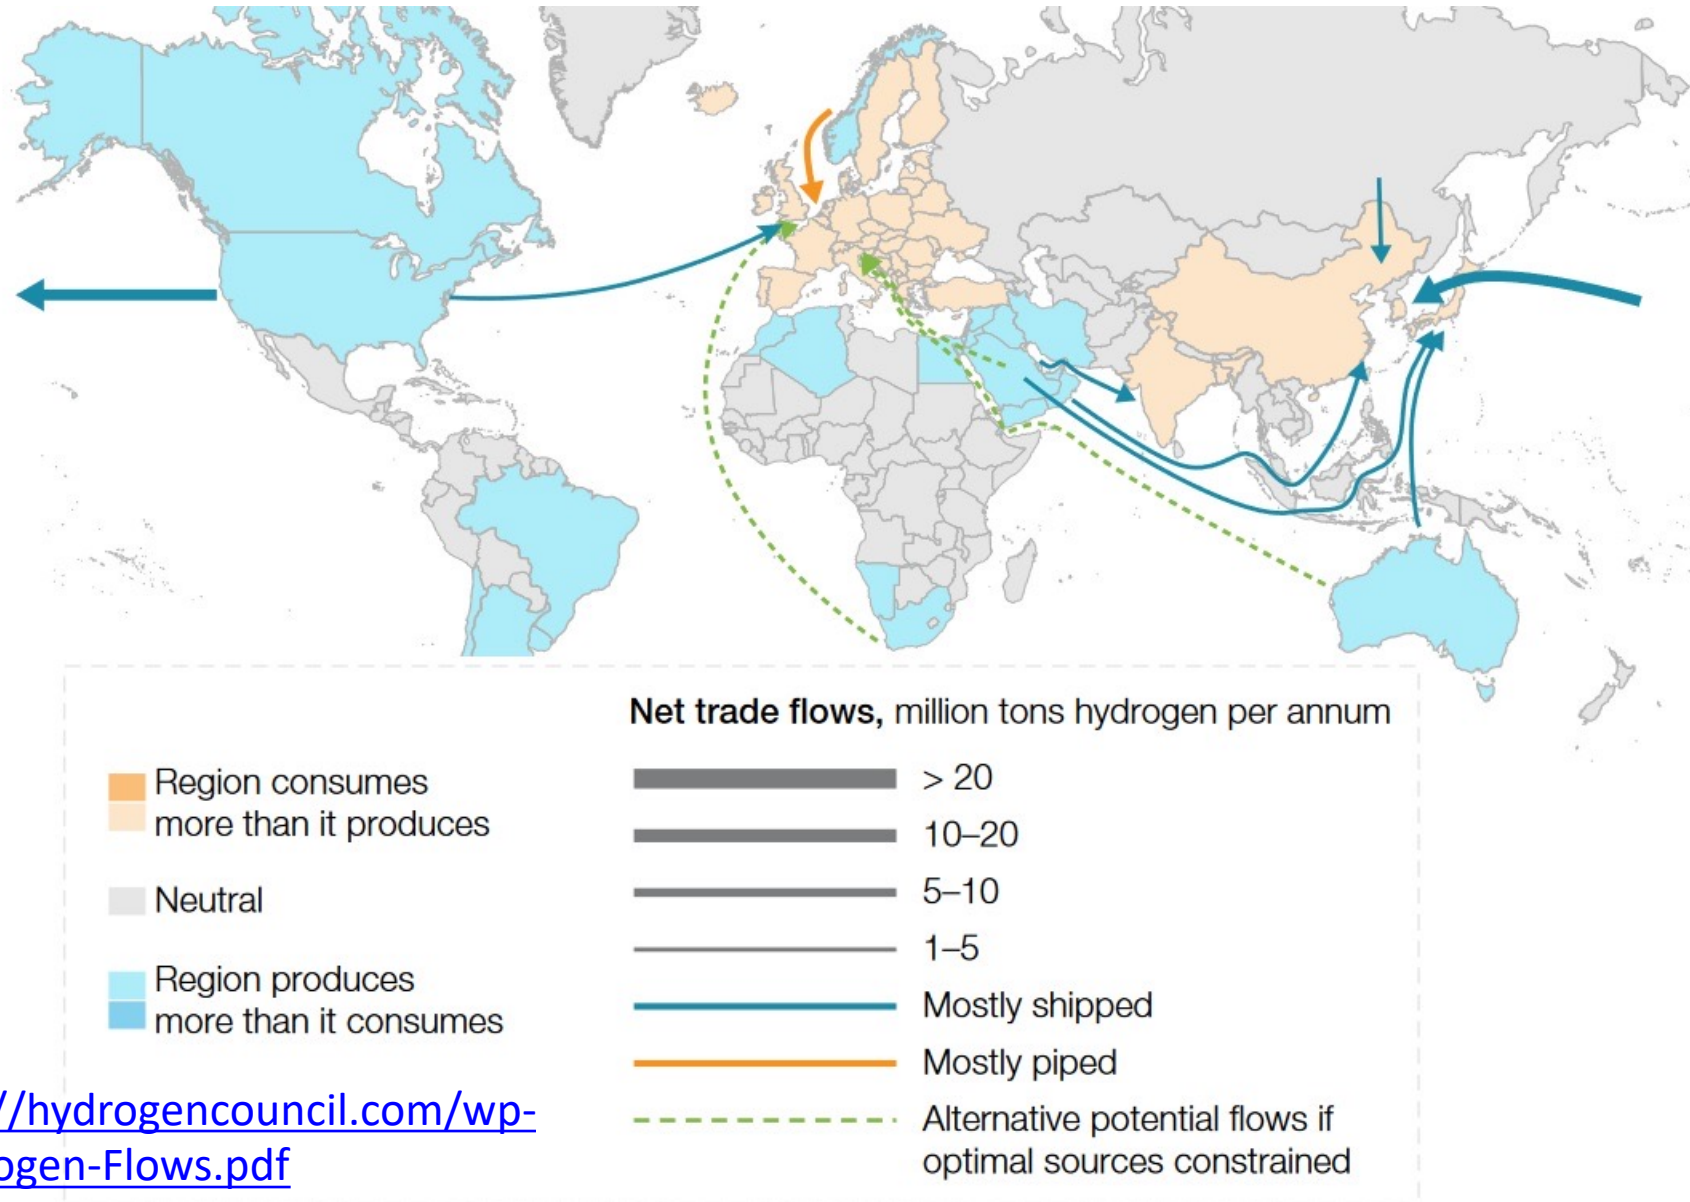 Net trade flows, million tons hydrogen per annum
Region consumes
more than it produces
Neutral
Region produces
more than it consumes
> 20
10–20
5–10
1–5
Mostly shipped
Mostly piped
Alternative potential flows if
optimal sources constrained
//hydrogencouncil.com/wp-
ogen-Flows.pdf